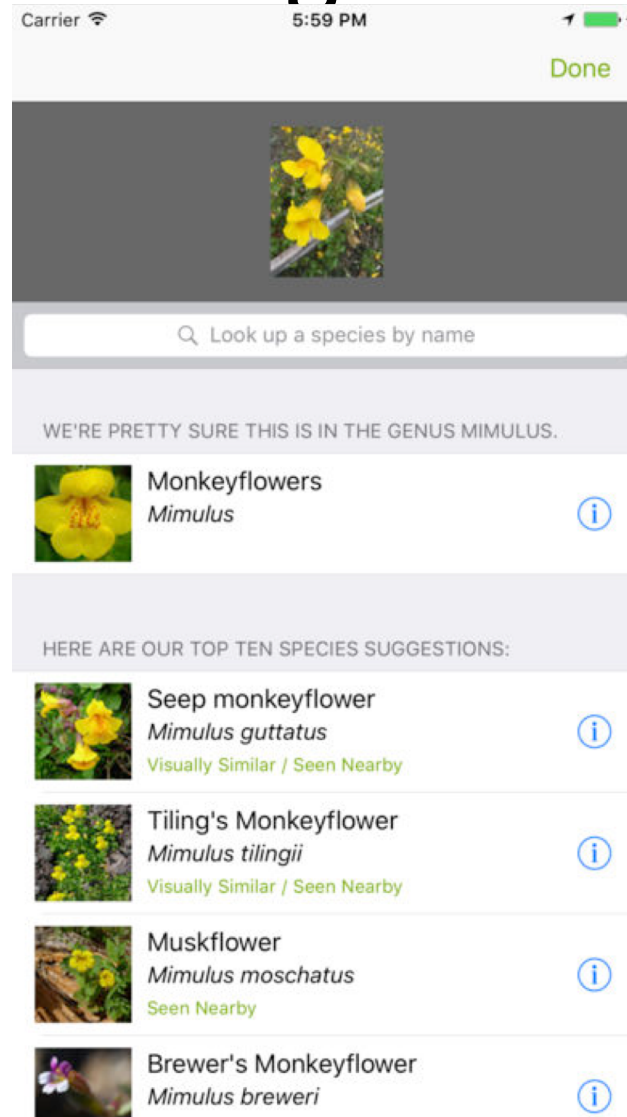 Carrier
5:59 PM
Done
Look up a species by name
WE'RE PRETTY SURE THIS IS IN THE GENUS MIMULUS.
Monkeyflowers
Mimulus
HERE ARE OUR TOP TEN SPECIES SUGGESTIONS:
Seep monkeyflower
Mimulus guttatus
Visually Similar / Seen Nearby
Tiling's Monkeyflower
Mimulus tilingii
Visually Similar / Seen Nearby
Muskflower
Mimulus moschatus
Seen Nearby
Brewer's Monkeyflower
Mimulus breweri